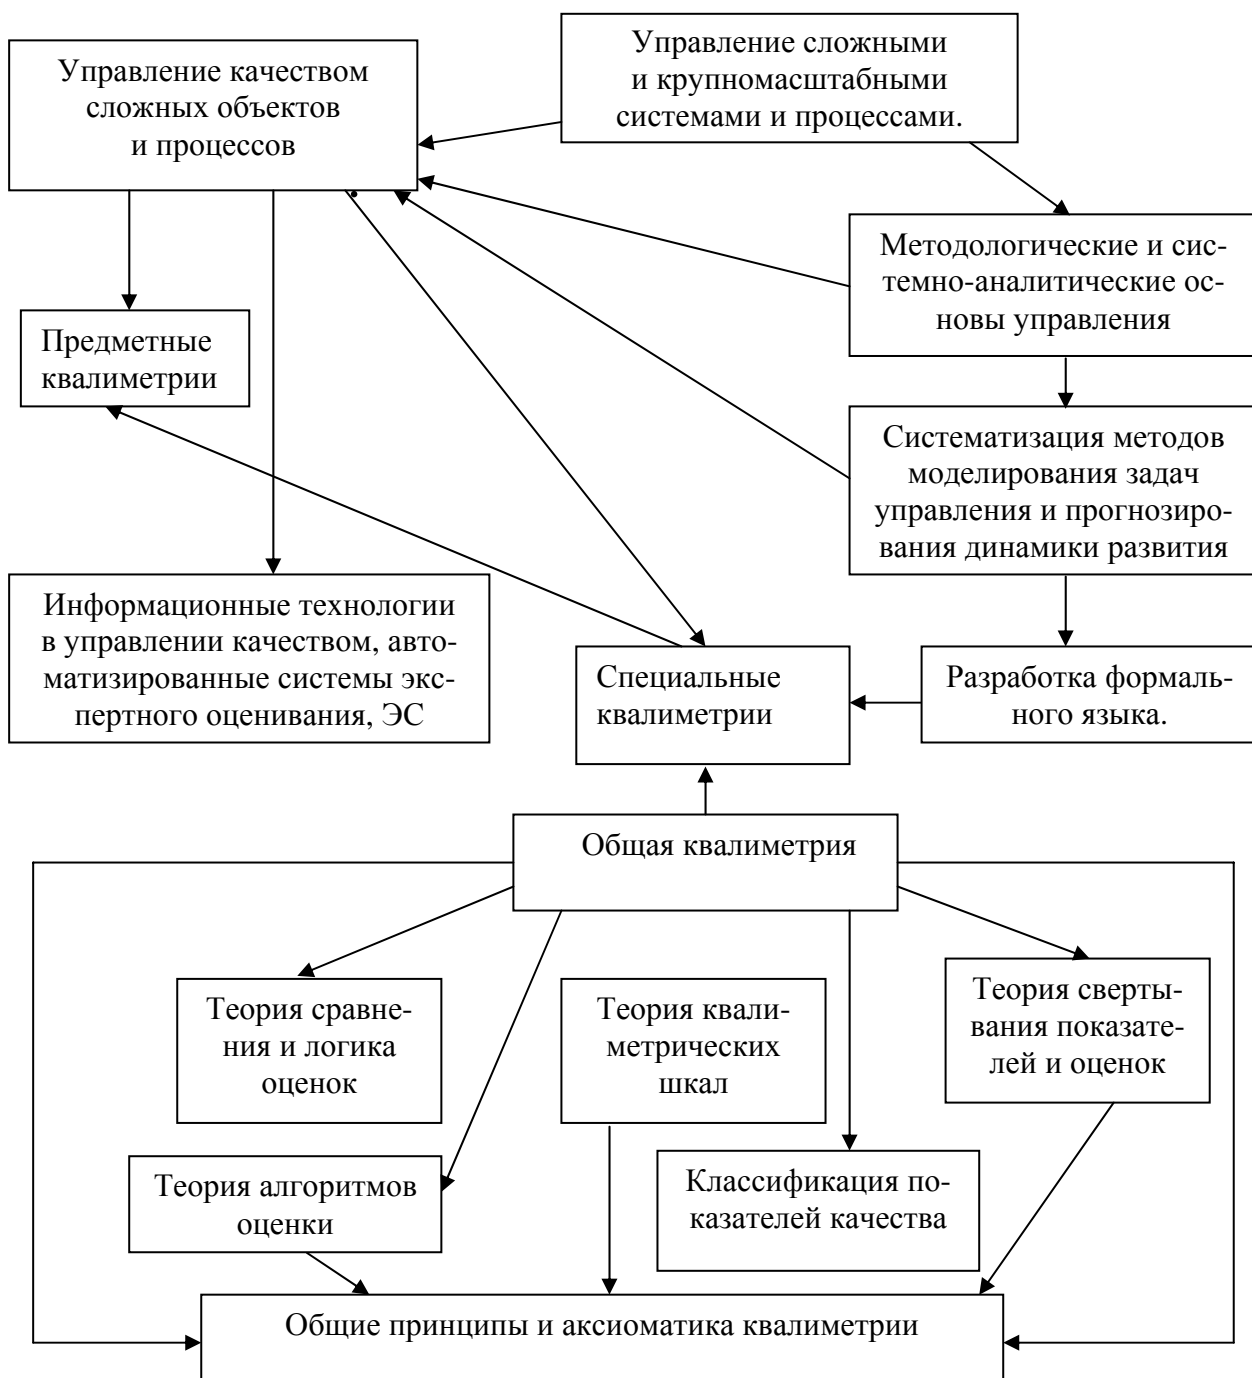 Управление качеством
сложных объектов
и процессов
Управление сложными
и крупномасштабными
системами и процессами.
Методологические и сис-
темно-аналитические ос-
новы управления
Предметные
квалиметрии
Систематизация методов
моделирования задач
управления и прогнозиро-
вания динамики развития
Информационные технологии
в управлении качеством, авто-
матизированные системы экс-
пертного оценивания, ЭС
Специальные
квалиметрии
Разработка формаль-
ного языка.
Общая квалиметрия
Теория сравне-
ния и логика
оценок
Теория квали-
метрических
шкал
Теория сверты-
вания показате-
лей и оценок
Теория алгоритмов
оценки
Классификация по-
казателей качества
Общие принципы и аксиоматика квалиметрии